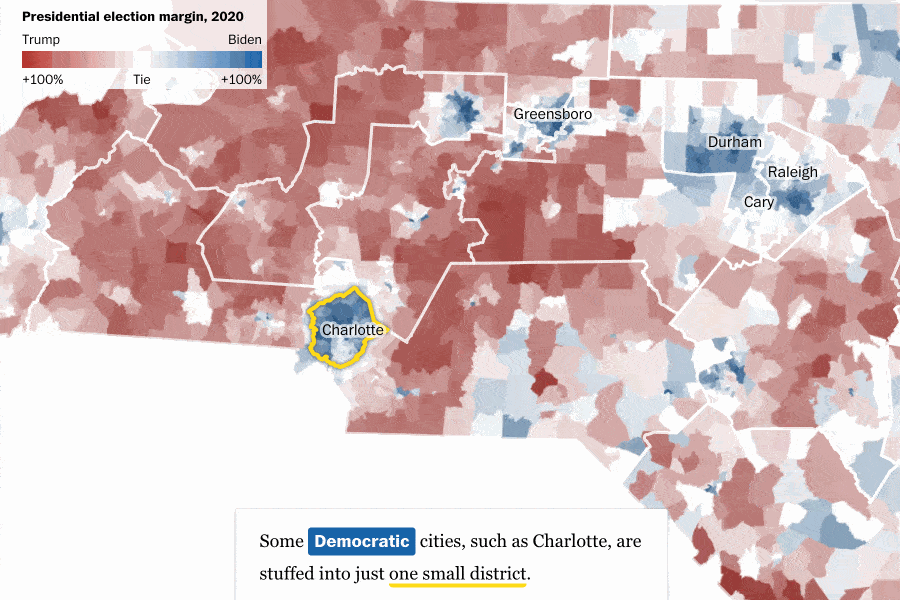 Presidential election margin, 2020
Trump Biden
+100% Tie +100%
Greensboro
Durham
Raleigh
Cary
Charlotte
Some Democratic cities, such as Charlotte, are
stuffed into just one small district.